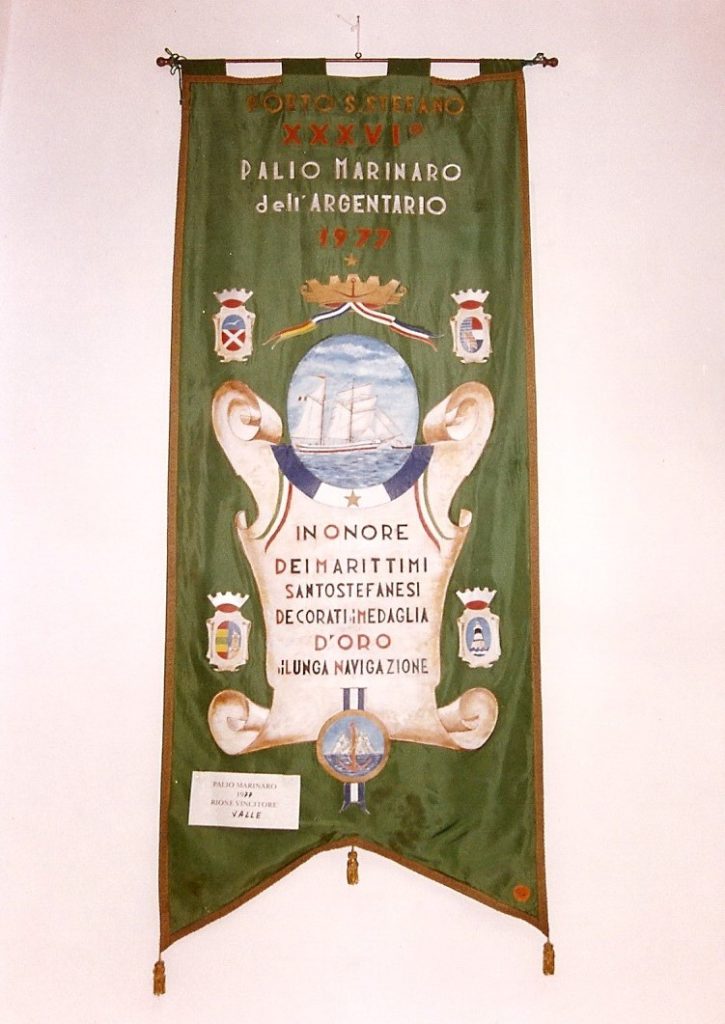 PORTO S. STEFANO
XXXVI°
PALIO MARINARO
dell'ARGENTARIO
1977
IN ONORE
DEI MARITTIMI
SANTOSTEFANESI
DECORATI di MEDAGLIA
D'ORO
di LUNGA NAVIGAZIONE
PALIO MARINARO
1977
RIONE VINCITORE
VALLE